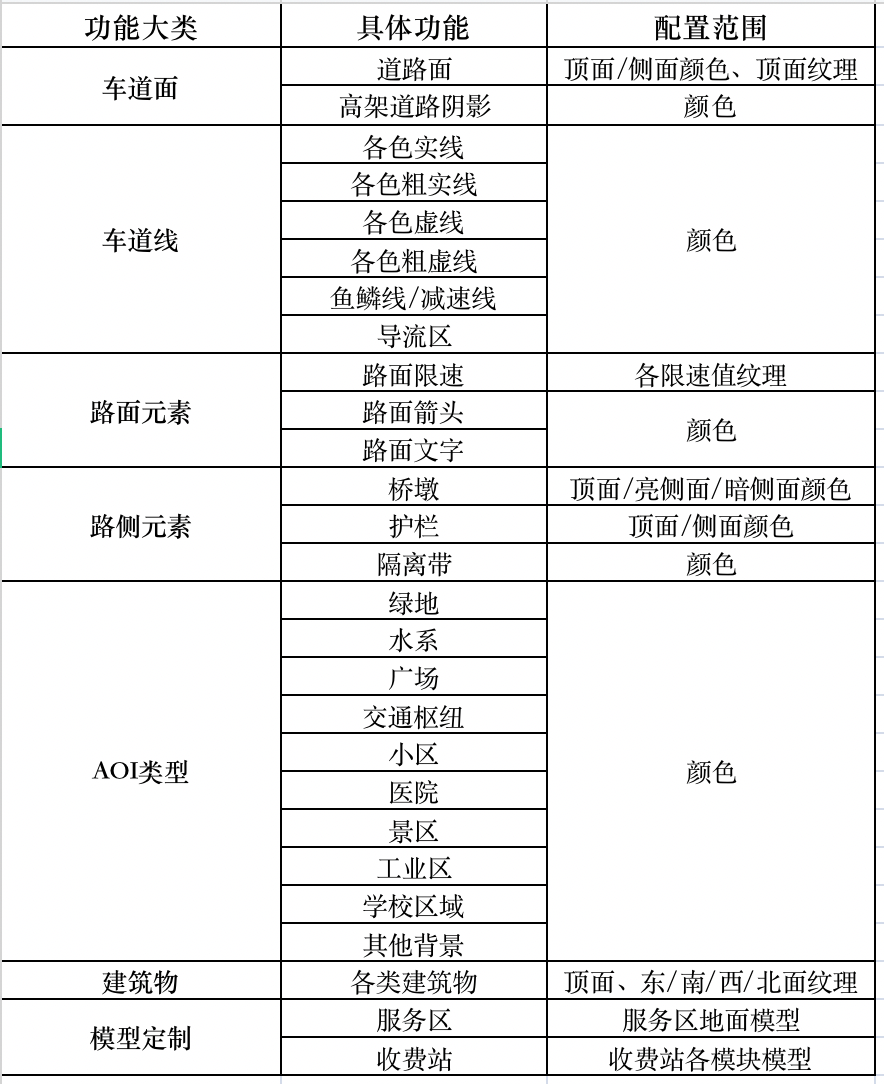 功能大类 具体功能 配置范围
车道面 道路面 顶面/侧面颜色、顶面纹理
高架道路阴影 颜色
车道线 各色实线 颜色
各色粗实线
各色虚线
各色粗虚线
鱼鳞线/减速线
导流区
路面元素 路面限速 各限速值纹理
路面箭头 颜色
路面文字
路侧元素 桥墩 顶面/亮侧面/暗侧面颜色
护栏 顶面/侧面颜色
隔离带 颜色
AOI类型 绿地 颜色
水系
广场
交通枢纽
小区
医院
景区
工业区
学校区域
其他背景
建筑物 各类建筑物 顶面、东/南/西/北面纹理
模型定制 服务区 服务区地面模型
收费站 收费站各模块模型